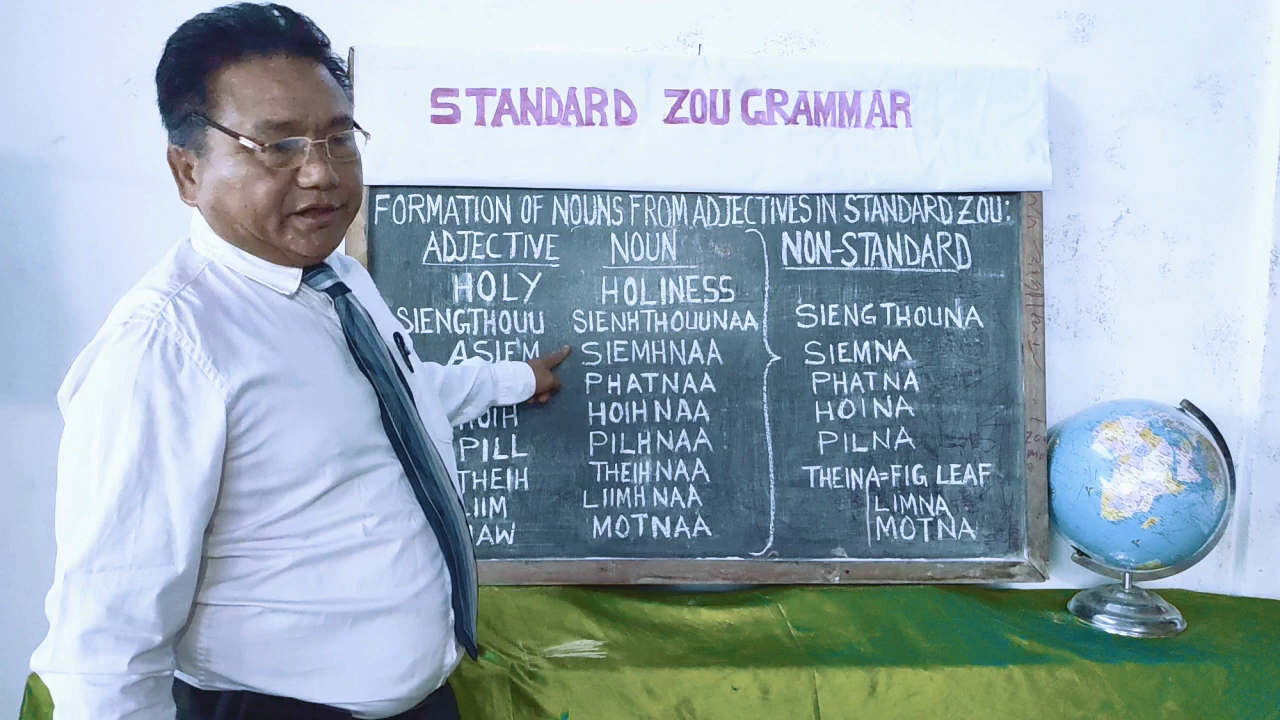 STANDARD ZOU GRAMMAR
FORMATION OF NOUNS FROM ADJECTIVES IN STANDARD ZOU:
ADJECTIVE NOUN NON-STANDARD
HOLY HOLINESS
SIENGTHOUU SIENHTHOUUNAA SIENGTHOUNA
ASIEM SIEMHNAA SIEMNA
PHATNAA PHATNA
HOIH HOIHNAA HOINA
PILL PILHNAA PILNA
THEIH THEIHNAA THEINA=FIG LEAF
LIIM LIIMHNAA LIMNA
MOTNAA MOTNA